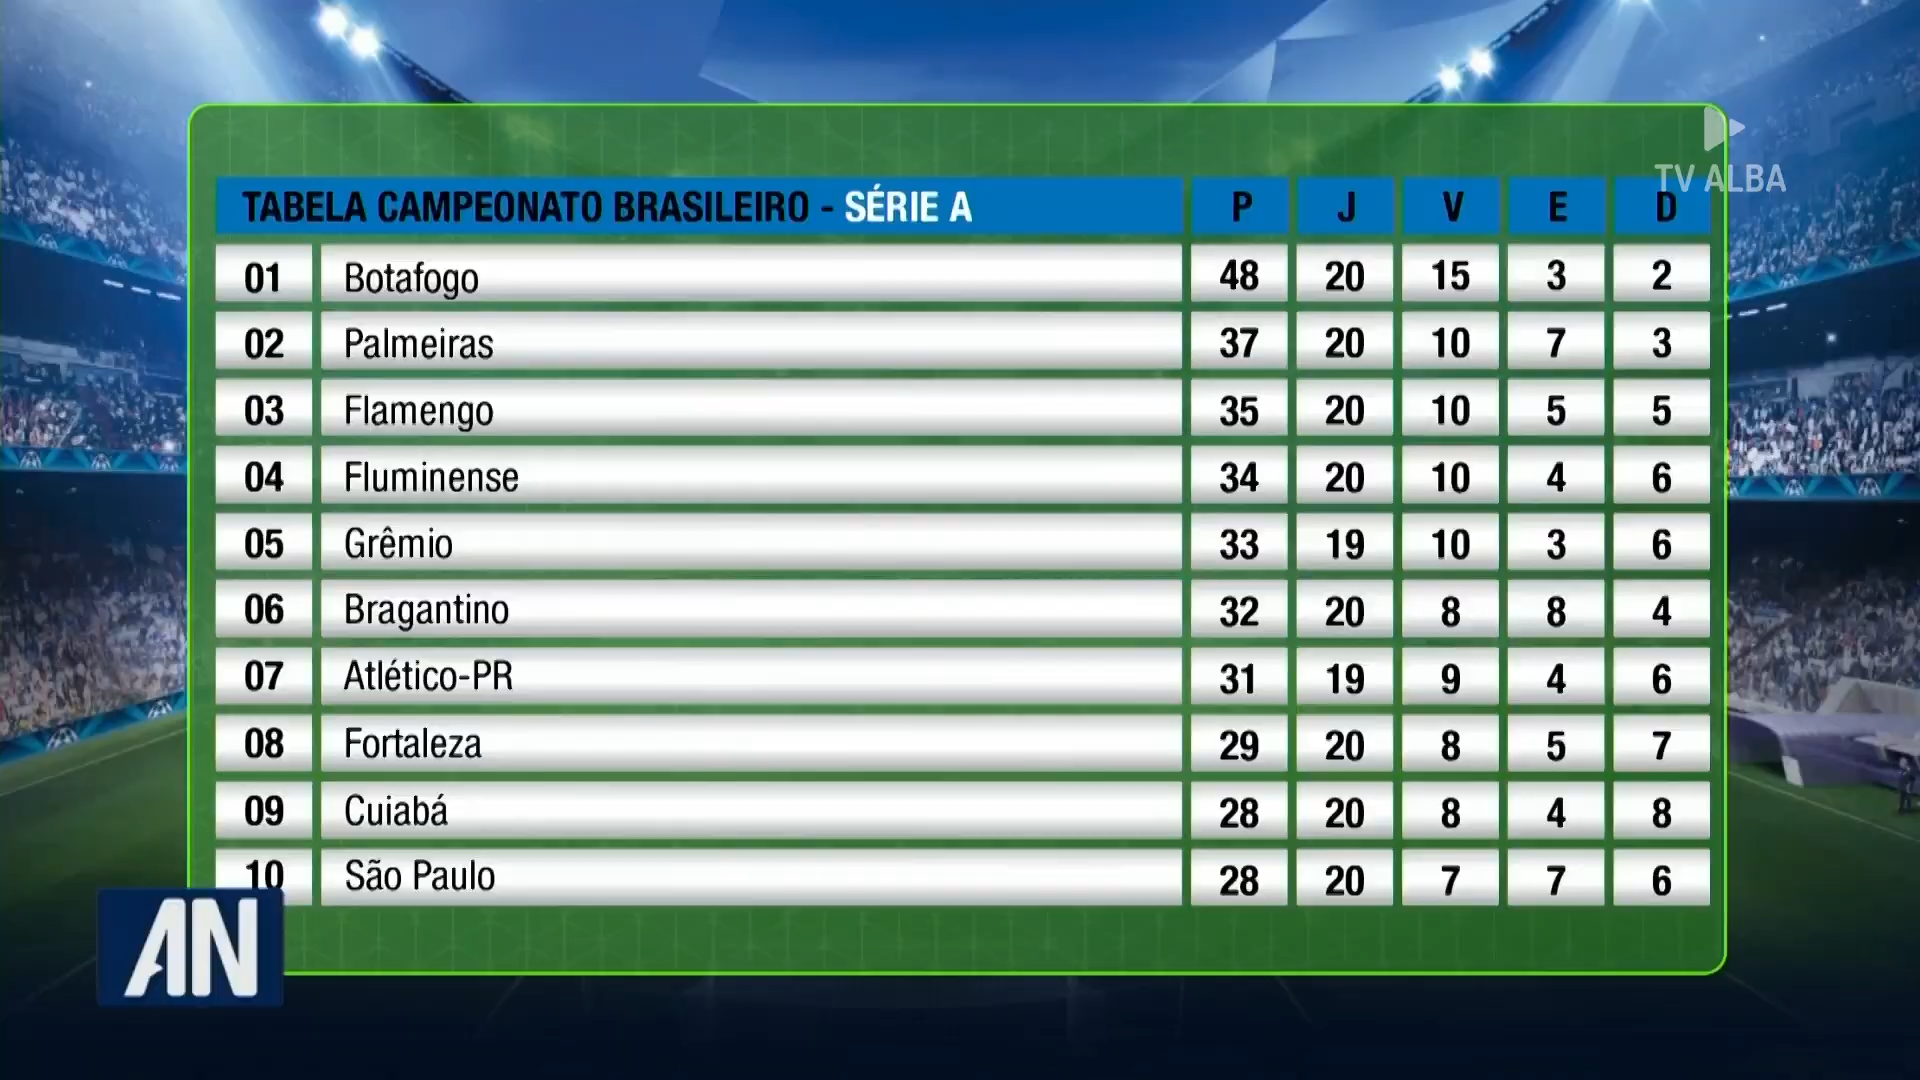 TV ALBA
TABELA CAMPEONATO BRASILEIRO - SÉRIE A P J V E D
01 Botafogo 48 20 15 3 2
02 Palmeiras 37 20 10 7 3
03 Flamengo 35 20 10 5 5
04 Fluminense 34 20 10 4 6
05 Grêmio 33 19 10 3 6
06 Bragantino 32 20 8 8 4
07 Atlético-PR 31 19 9 4 6
08 Fortaleza 29 20 8 5 7
09 Cuiabá 28 20 8 4 8
10 São Paulo 28 20 7 7 6
AN